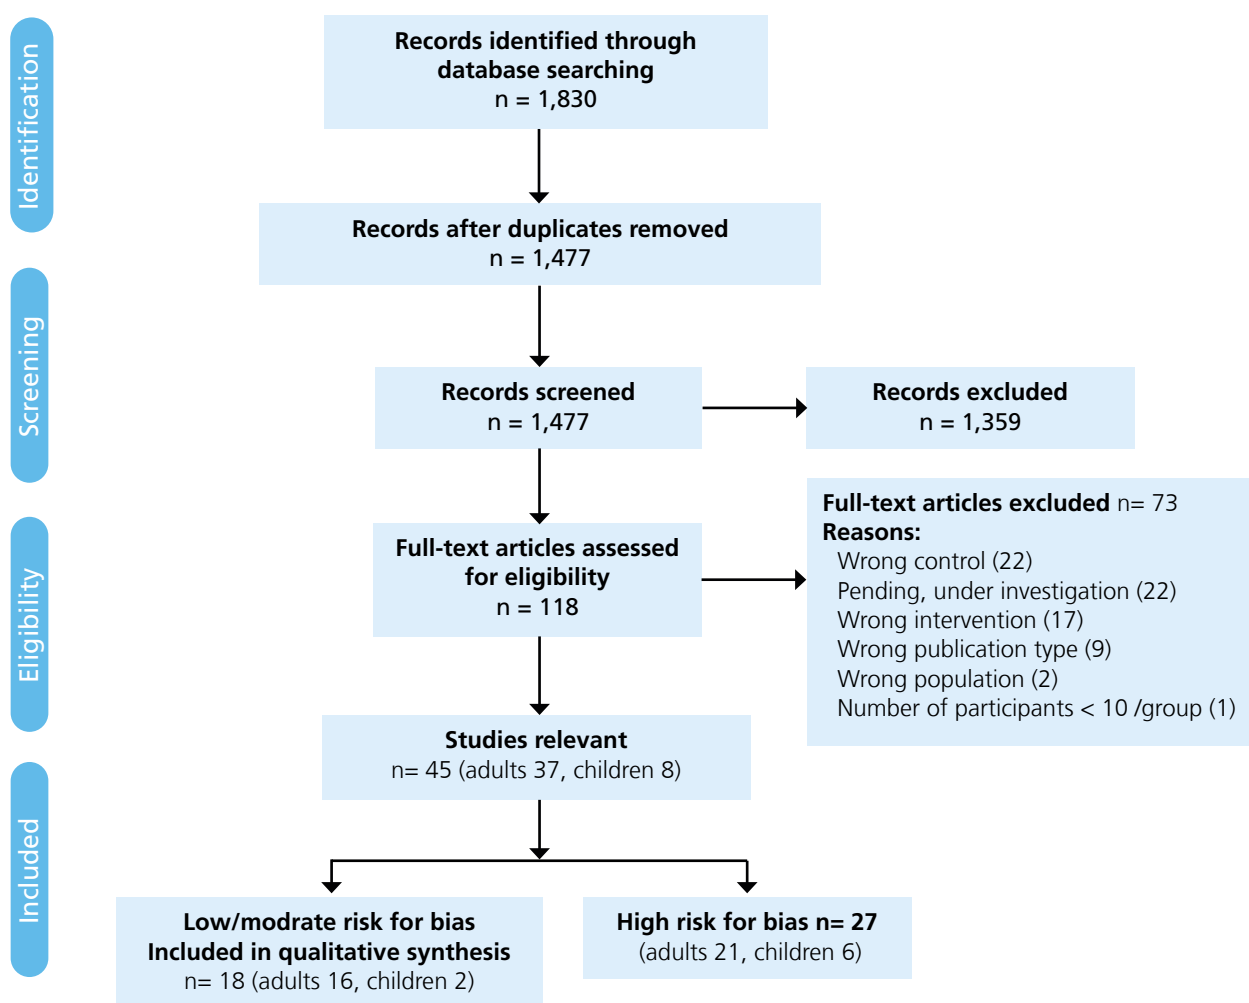 Identification
Records identified through
database searching
n = 1,830
Records after duplicates removed
n = 1,477
Screening
Records screened
n = 1,477
Records excluded
n = 1,359
Eligibility
Full-text articles assessed
for eligibility
n = 118
Full-text articles excluded n= 73
Reasons:
Wrong control (22)
Pending, under investigation (22)
Wrong intervention (17)
Wrong publication type (9)
Wrong population (2)
Number of participants < 10 /group (1)
Studies relevant
n= 45 (adults 37, children 8)
Included
Low/modrate risk for bias
Included in qualitative synthesis
n= 18 (adults 16, children 2)
High risk for bias n= 27
(adults 21, children 6)